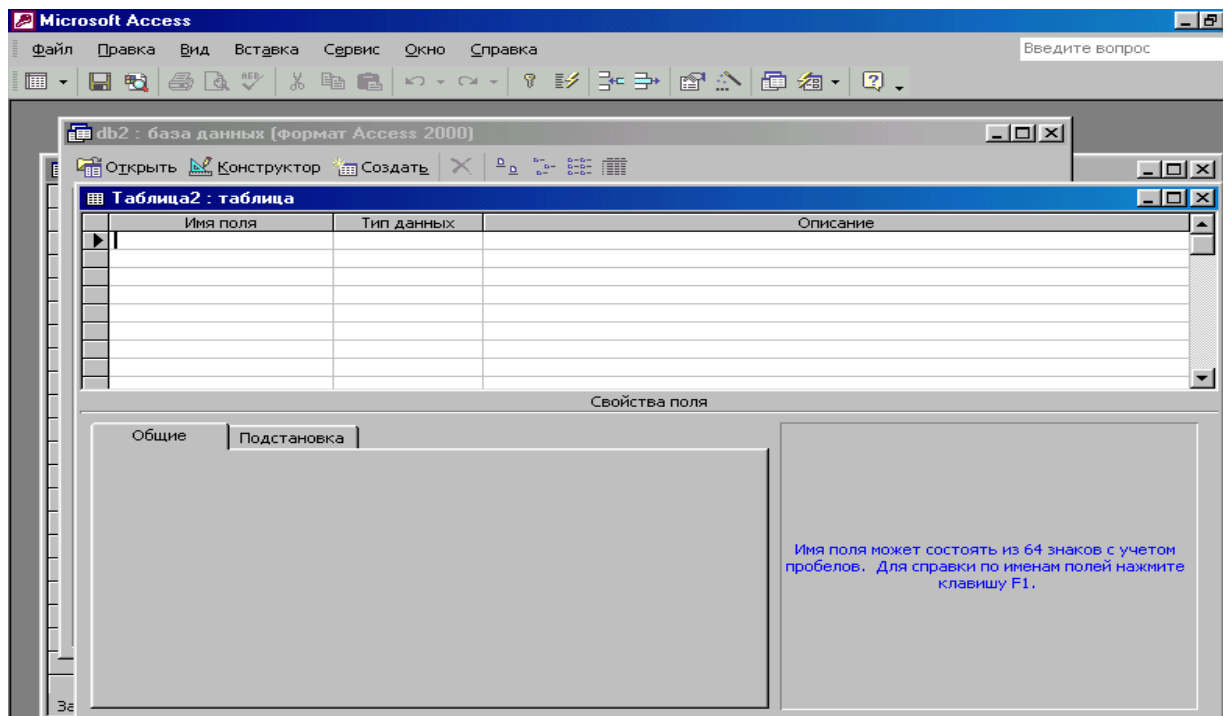 Microsoft Access
Файл Правка Вид Вставка Сервис Окно Справка Введите вопрос
db2 : база данных (формат Access 2000)
Открыть Конструктор Создать
Таблица2 : таблица
Имя поля Тип данных Описание
Свойства поля
Общие Подстановка
Имя поля может состоять из 64 знаков с учетом
пробелов. Для справки по именам полей нажмите
клавишу F1.
За